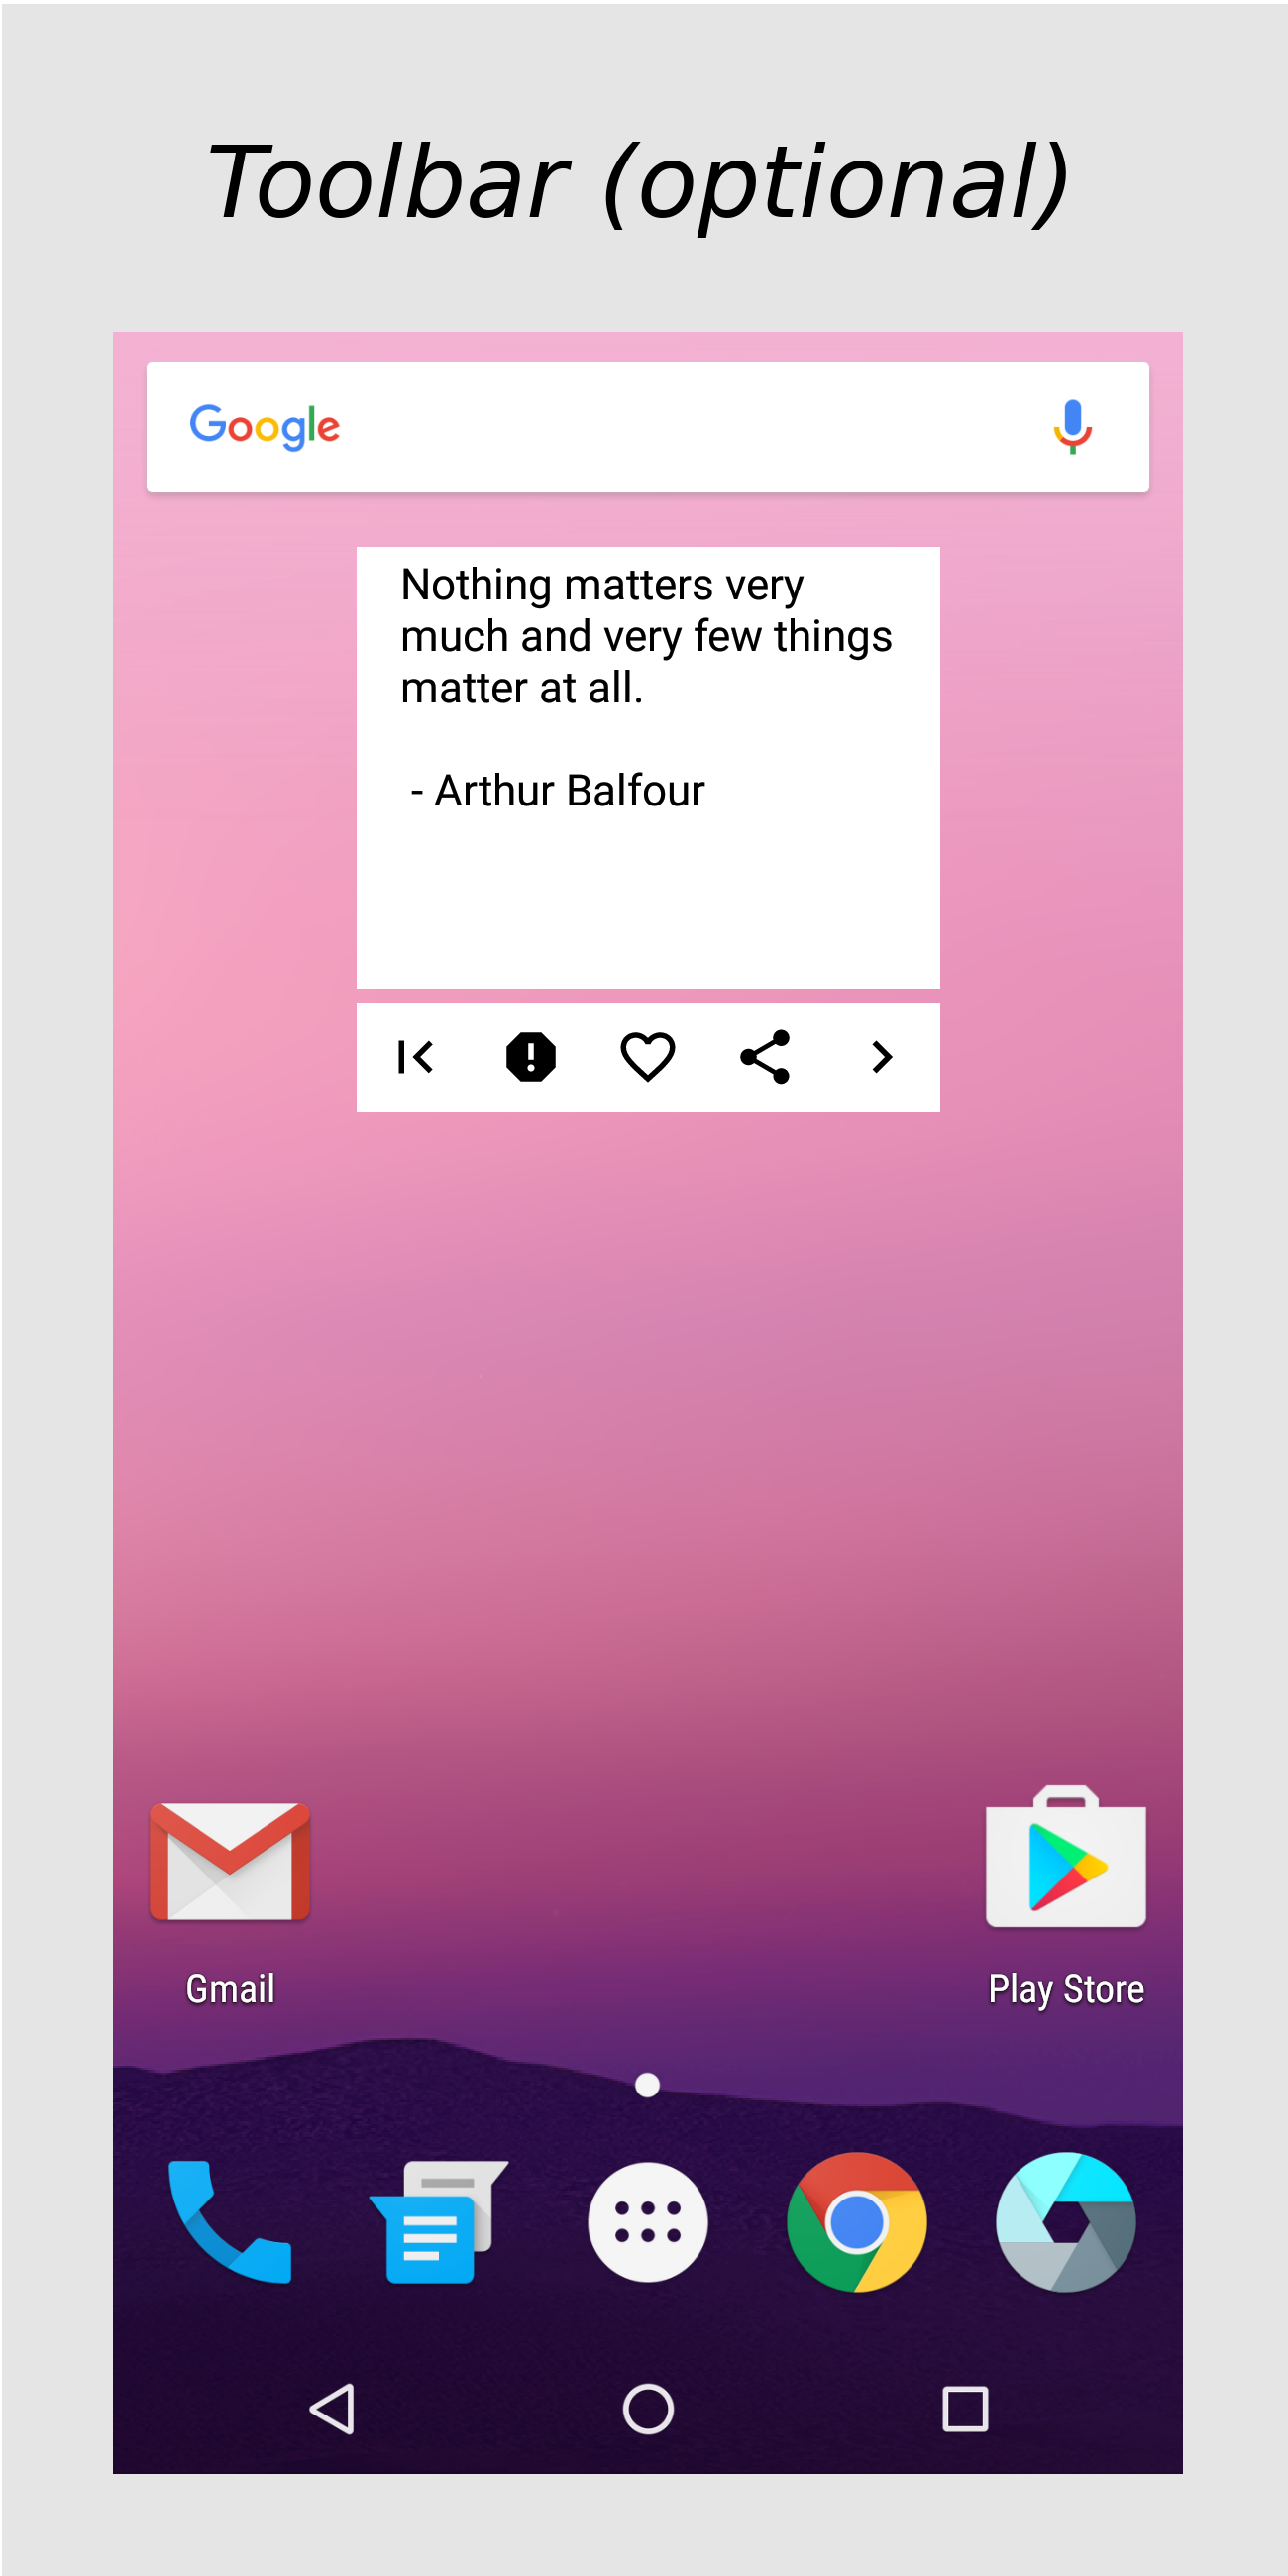 Toolbar (optional)
Google
Nothing matters very
much and very few things
matter at all.
- Arthur Balfour
Gmail
Play Store